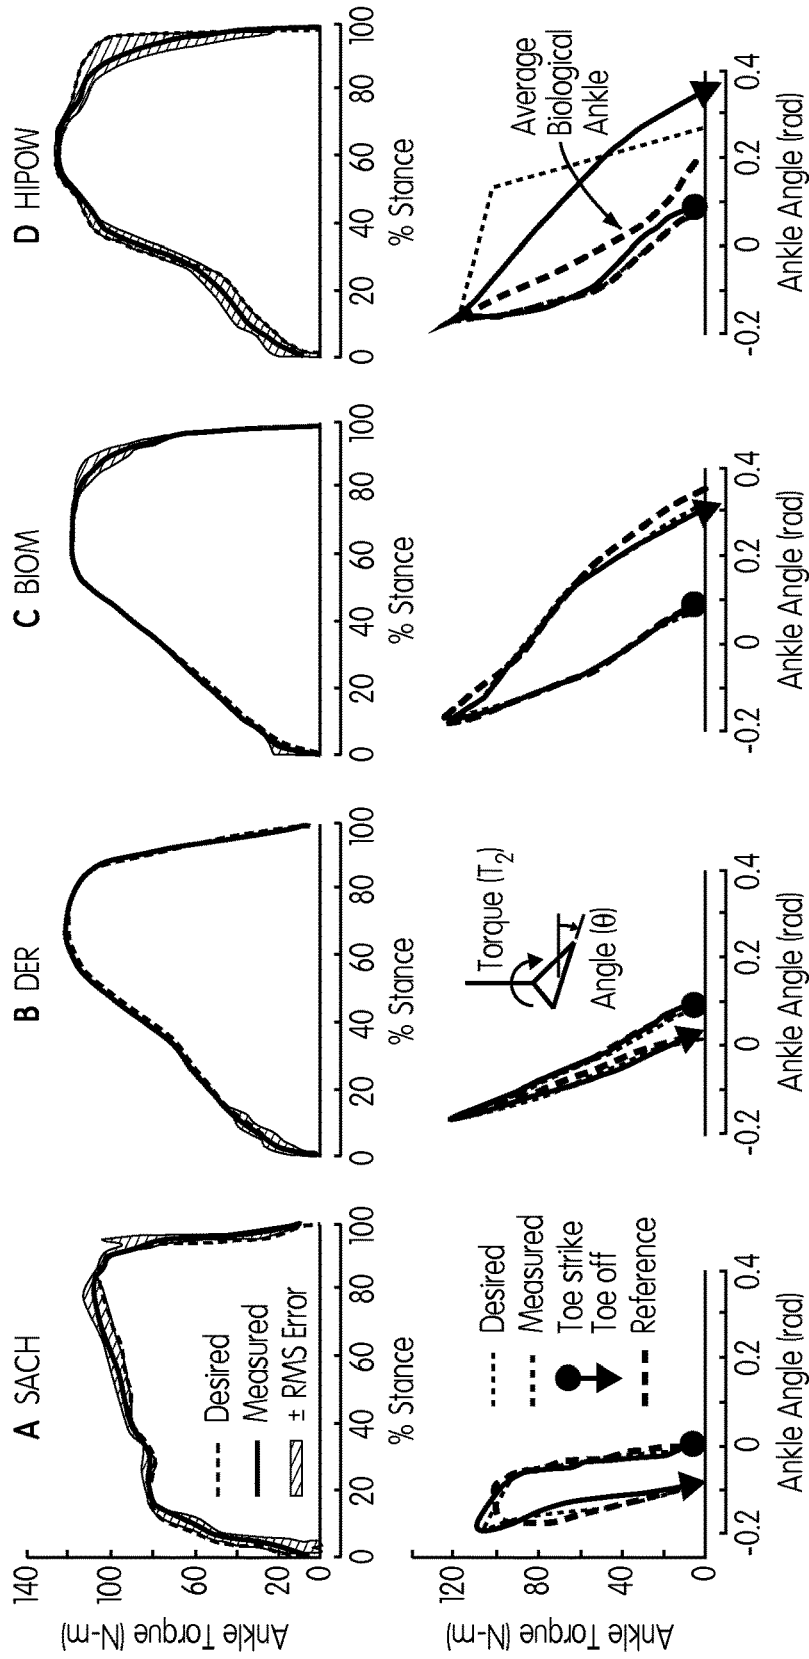 A SACH
140
100
60
20
0
Ankle Torque (N-m)
Desired
Measured
± RMS Error
0 20 40 60 80 100
% Stance
B DER
0 20 40 60 80 100
% Stance
C BIOM
0 20 40 60 80 100
% Stance
D HIPOW
0 20 40 60 80 100
% Stance
120
80
40
0
Ankle Torque (N-m)
Desired
Measured
Toe strike
Toe off
Reference
-0.2 0 0.2 0.4
Ankle Angle (rad)
Torque (T2)
Angle (θ)
-0.2 0 0.2 0.4
Ankle Angle (rad)
-0.2 0 0.2 0.4
Ankle Angle (rad)
Average
Biological
Ankle
-0.2 0 0.2 0.4
Ankle Angle (rad)